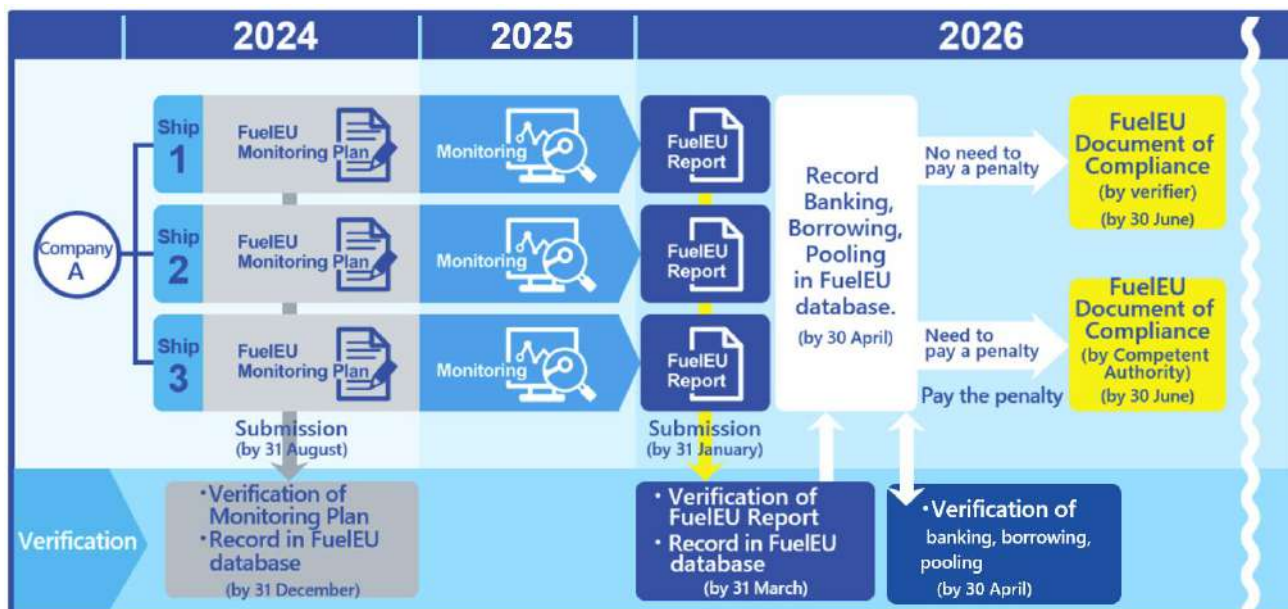 2024
2025
2026
Company
A
Ship
1
FuelEU
Monitoring Plan
Monitoring
FuelEU
Report
Ship
2
FuelEU
Monitoring Plan
Monitoring
FuelEU
Report
Ship
3
FuelEU
Monitoring Plan
Monitoring
FuelEU
Report
Record
Banking,
Borrowing,
Pooling
in FuelEU
database.
(by 30 April)
No need to
pay a penalty
FuelEU
Document of
Compliance
(by verifier)
(by 30 June)
Need to
pay a penalty
Pay the penalty
FuelEU
Document of
Compliance
(by Competent
Authority)
(by 30 June)
Submission
(by 31 August)
Submission
(by 31 January)
Verification
・Verification of
Monitoring Plan
・Record in FuelEU
database
(by 31 December)
• Verification of
FuelEU Report
• Record in FuelEU
database
(by 31 March)
•Verification of
banking, borrowing,
pooling
(by 30 April)